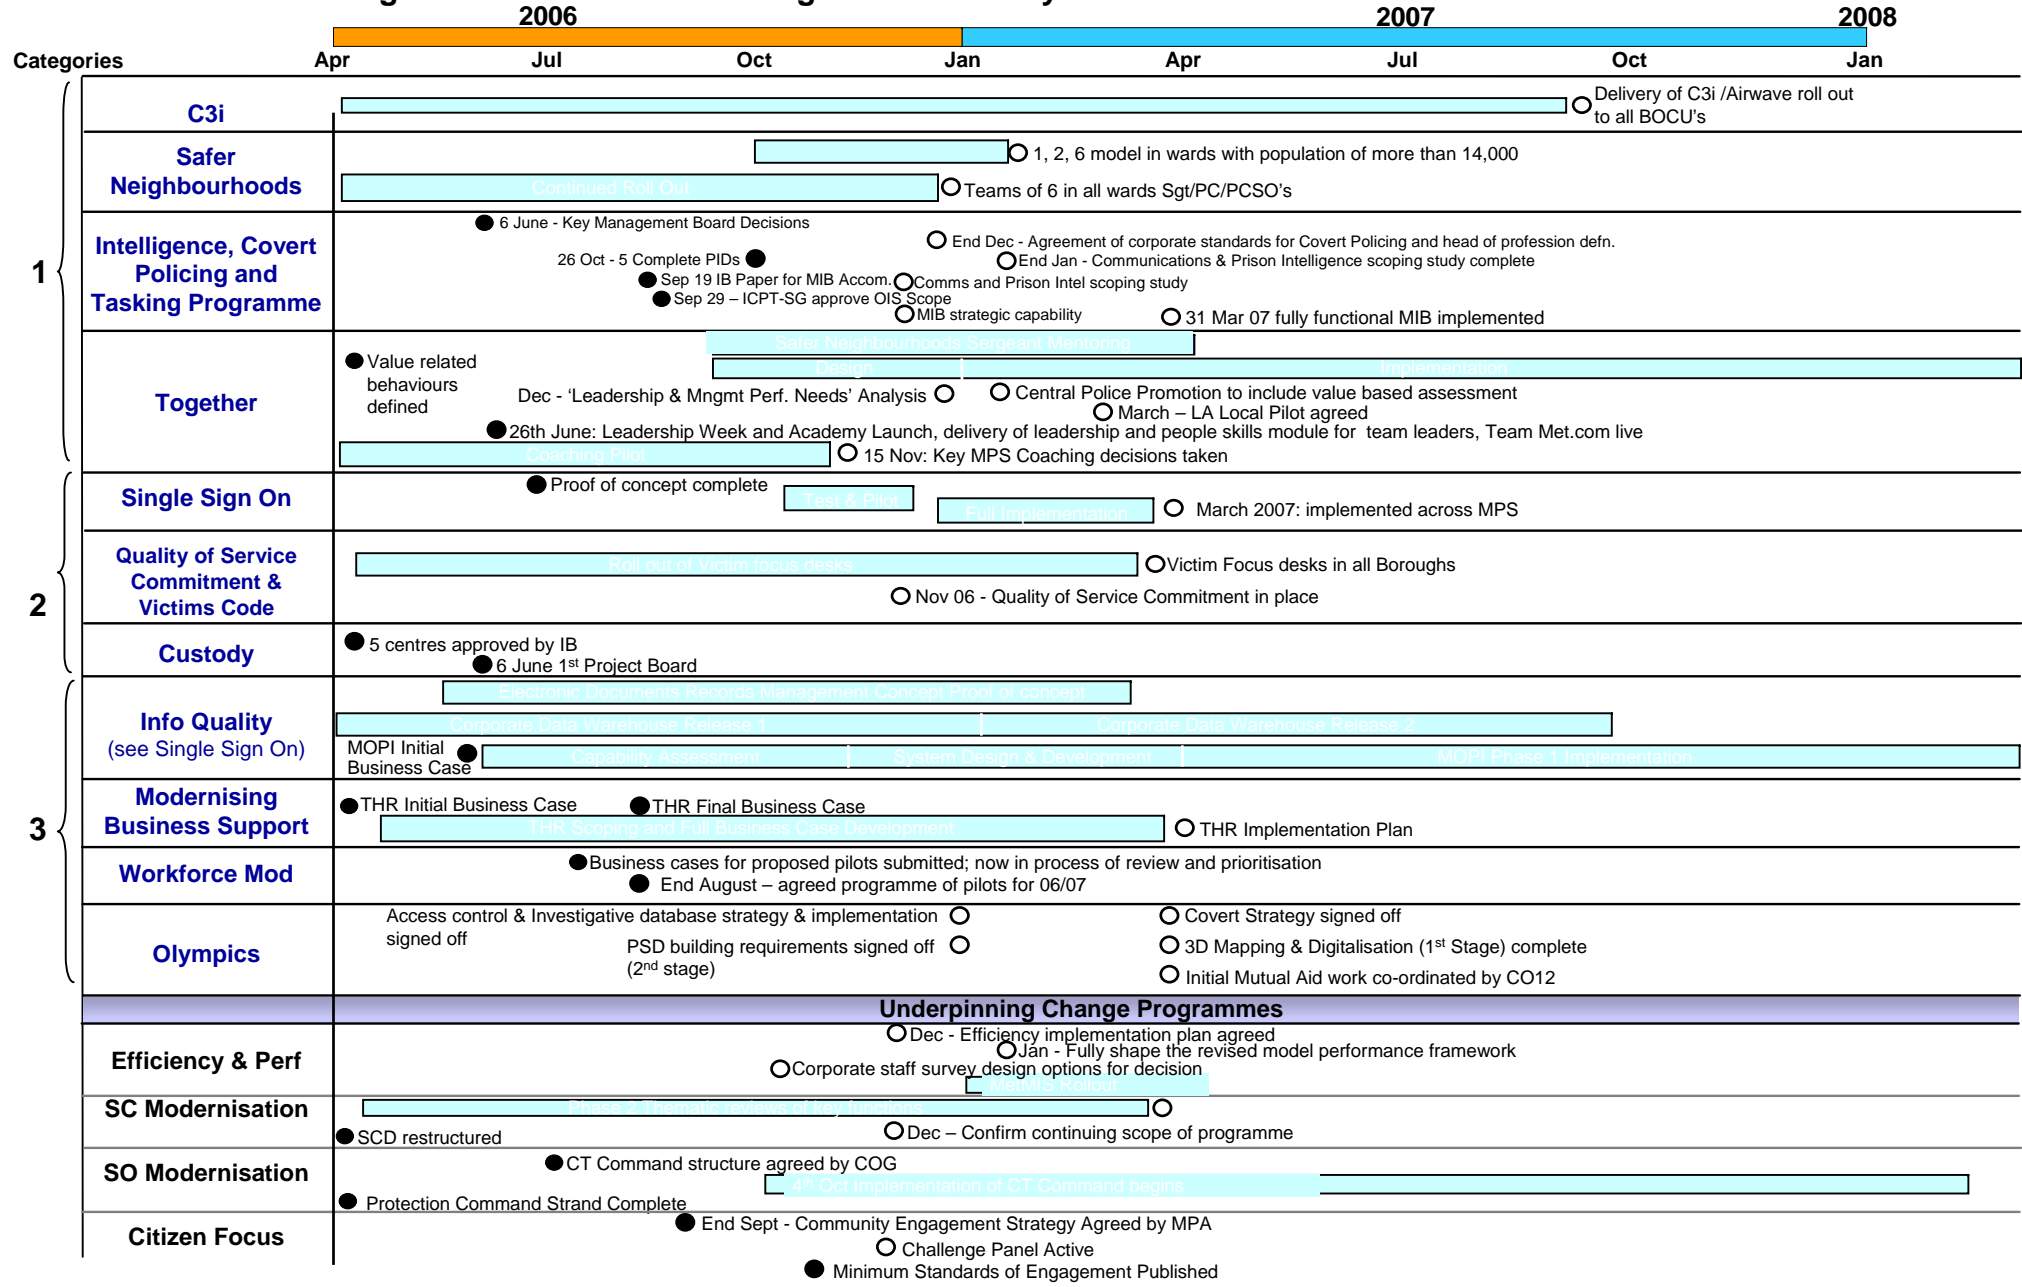 2006
2007
2008
Categories
Apr
Jul
Oct
Jan
Apr
Jul
Oct
Jan
1
C3i
Delivery of C3i /Airwave roll out
to all BOCU's
Safer
Neighbourhoods
1, 2, 6 model in wards with population of more than 14,000
Continued Roll Out
Teams of 6 in all wards Sgt/PC/PCSO's
Intelligence, Covert
Policing and
Tasking Programme
6 June - Key Management Board Decisions
End Dec - Agreement of corporate standards for Covert Policing and head of profession defn.
26 Oct - 5 Complete PIDs
End Jan - Communications & Prison Intelligence scoping study complete
Sep 19 IB Paper for MIB Accom.
Comms and Prison Intel scoping study
Sep 29 – ICPT-SG approve OIS Scope
MIB strategic capability
31 Mar 07 fully functional MIB implemented
Together
Safer Neighbourhoods Sergeant Mentoring
Value related
behaviours
defined
Design
Implementation
Dec - 'Leadership & Mngmt Perf. Needs' Analysis
Central Police Promotion to include value based assessment
March – LA Local Pilot agreed
26th June: Leadership Week and Academy Launch, delivery of leadership and people skills module for team leaders, Team Met.com live
Coaching Pilot
15 Nov: Key MPS Coaching decisions taken
2
Single Sign On
Proof of concept complete
Test & Pilot
Full Implementation
March 2007: implemented across MPS
Quality of Service
Commitment &
Victims Code
Roll out of Victim focus desks
Victim Focus desks in all Boroughs
Nov 06 - Quality of Service Commitment in place
Custody
5 centres approved by IB
6 June 1st Project Board
3
Info Quality
(see Single Sign On)
Electronic Documents Records Management Concept Proof of concept
Corporate Data Warehouse Release 1
Corporate Data Warehouse Release 2
MOPI Initial
Business Case
Capability Assessment
System Design & Development
MOPI Phase 1 Implementation
Modernising
Business Support
THR Initial Business Case
THR Final Business Case
THR Scoping and Full Business Case Development
THR Implementation Plan
Workforce Mod
Business cases for proposed pilots submitted; now in process of review and prioritisation
End August – agreed programme of pilots for 06/07
Olympics
Access control & Investigative database strategy & implementation
signed off
Covert Strategy signed off
PSD building requirements signed off
(2nd stage)
3D Mapping & Digitalisation (1st Stage) complete
Initial Mutual Aid work co-ordinated by CO12
Underpinning Change Programmes
Efficiency & Perf
Dec - Efficiency implementation plan agreed
Jan - Fully shape the revised model performance framework
Corporate staff survey design options for decision
MetMIS Rollout
SC Modernisation
Phase 2 Thematic reviews of key functions
SCD restructured
Dec – Confirm continuing scope of programme
SO Modernisation
CT Command structure agreed by COG
4th Oct Implementation of CT Command begins
Protection Command Strand Complete
Citizen Focus
End Sept - Community Engagement Strategy Agreed by MPA
Challenge Panel Active
Minimum Standards of Engagement Published